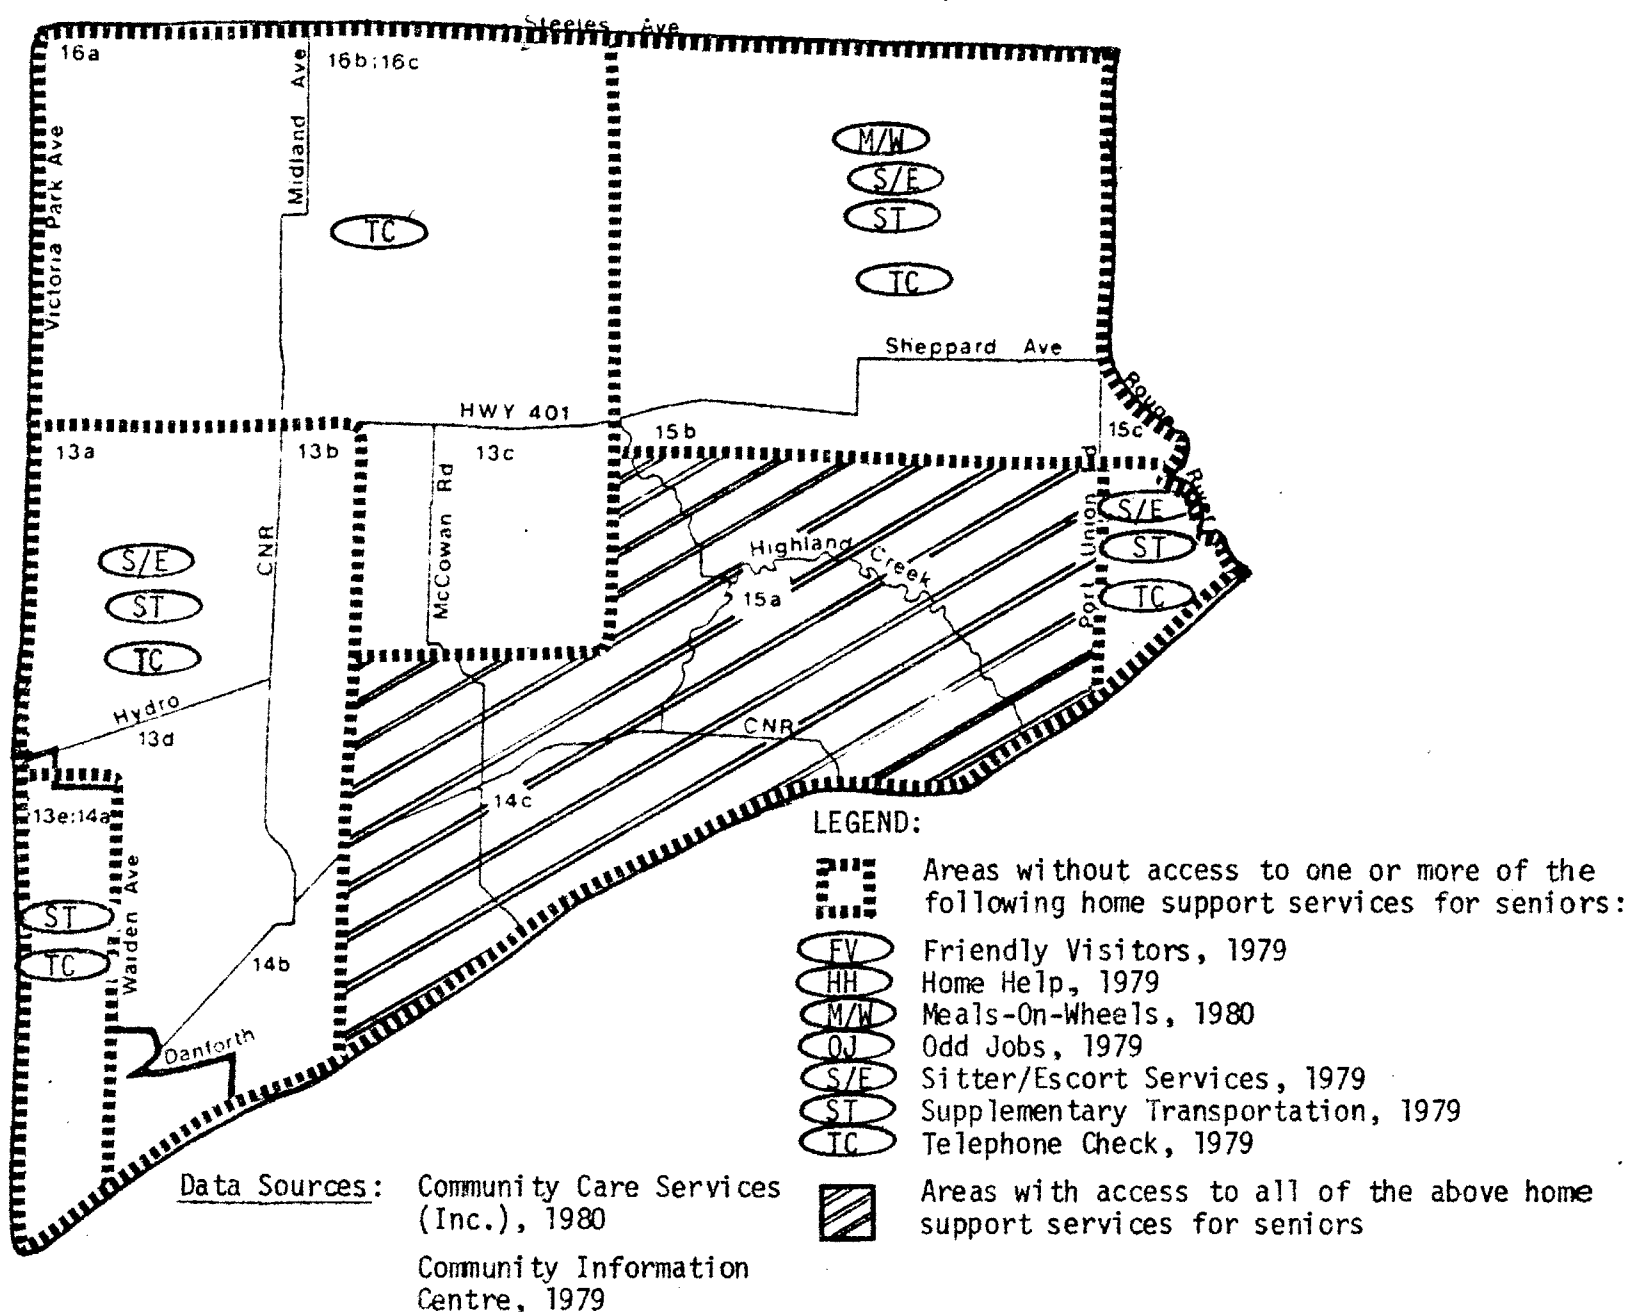 Steeles Ave
16a
Midland Ave
16b;16c
Victoria Park Ave
M/W
S/E
ST
TC
TC
Sheppard Ave
Rouge River
HWY 401
13a
13b
13c
15b
15c
CNR
McCowan Rd
Port Union Rd
S/E
ST
TC
S/E
ST
TC
Highland Creek
15a
Hydro
13d
CNR
13e;14a
14c
Warden Ave
ST
TC
14b
Danforth
LEGEND:
Areas without access to one or more of the
following home support services for seniors:
FV Friendly Visitors, 1979
HH Home Help, 1979
M/W Meals-On-Wheels, 1980
OJ Odd Jobs, 1979
S/E Sitter/Escort Services, 1979
ST Supplementary Transportation, 1979
TC Telephone Check, 1979
Areas with access to all of the above home
support services for seniors
Data Sources: Community Care Services
(Inc.), 1980
Community Information
Centre, 1979